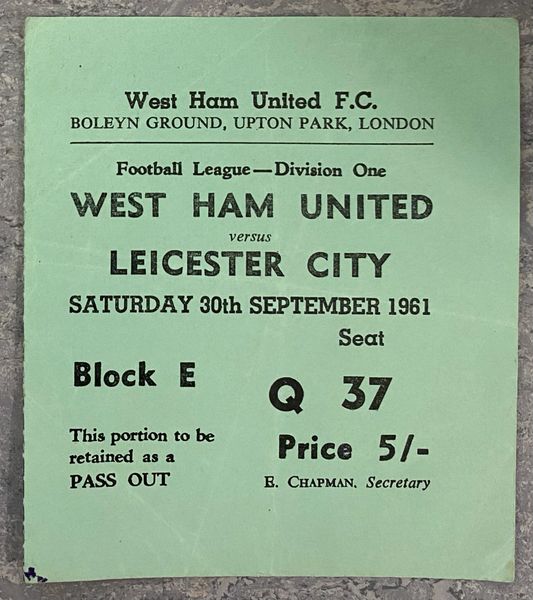 West Ham United F.C.
BOLEYN GROUND, UPTON PARK, LONDON
Football League—Division One
WEST HAM UNITED
versus
LEICESTER CITY
SATURDAY 30th SEPTEMBER 1961
Seat
Block E
Q 37
This portion to be
retained as a
PASS OUT
Price 5/-
E. CHAPMAN. Secretary